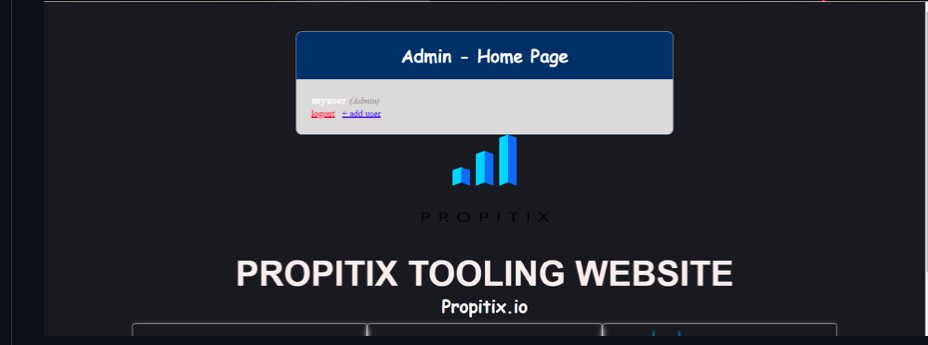 Admin - Home Page
myuser (Admin)
logout + add user
PROPITIX
PROPITIX TOOLING WEBSITE
Propitix.io